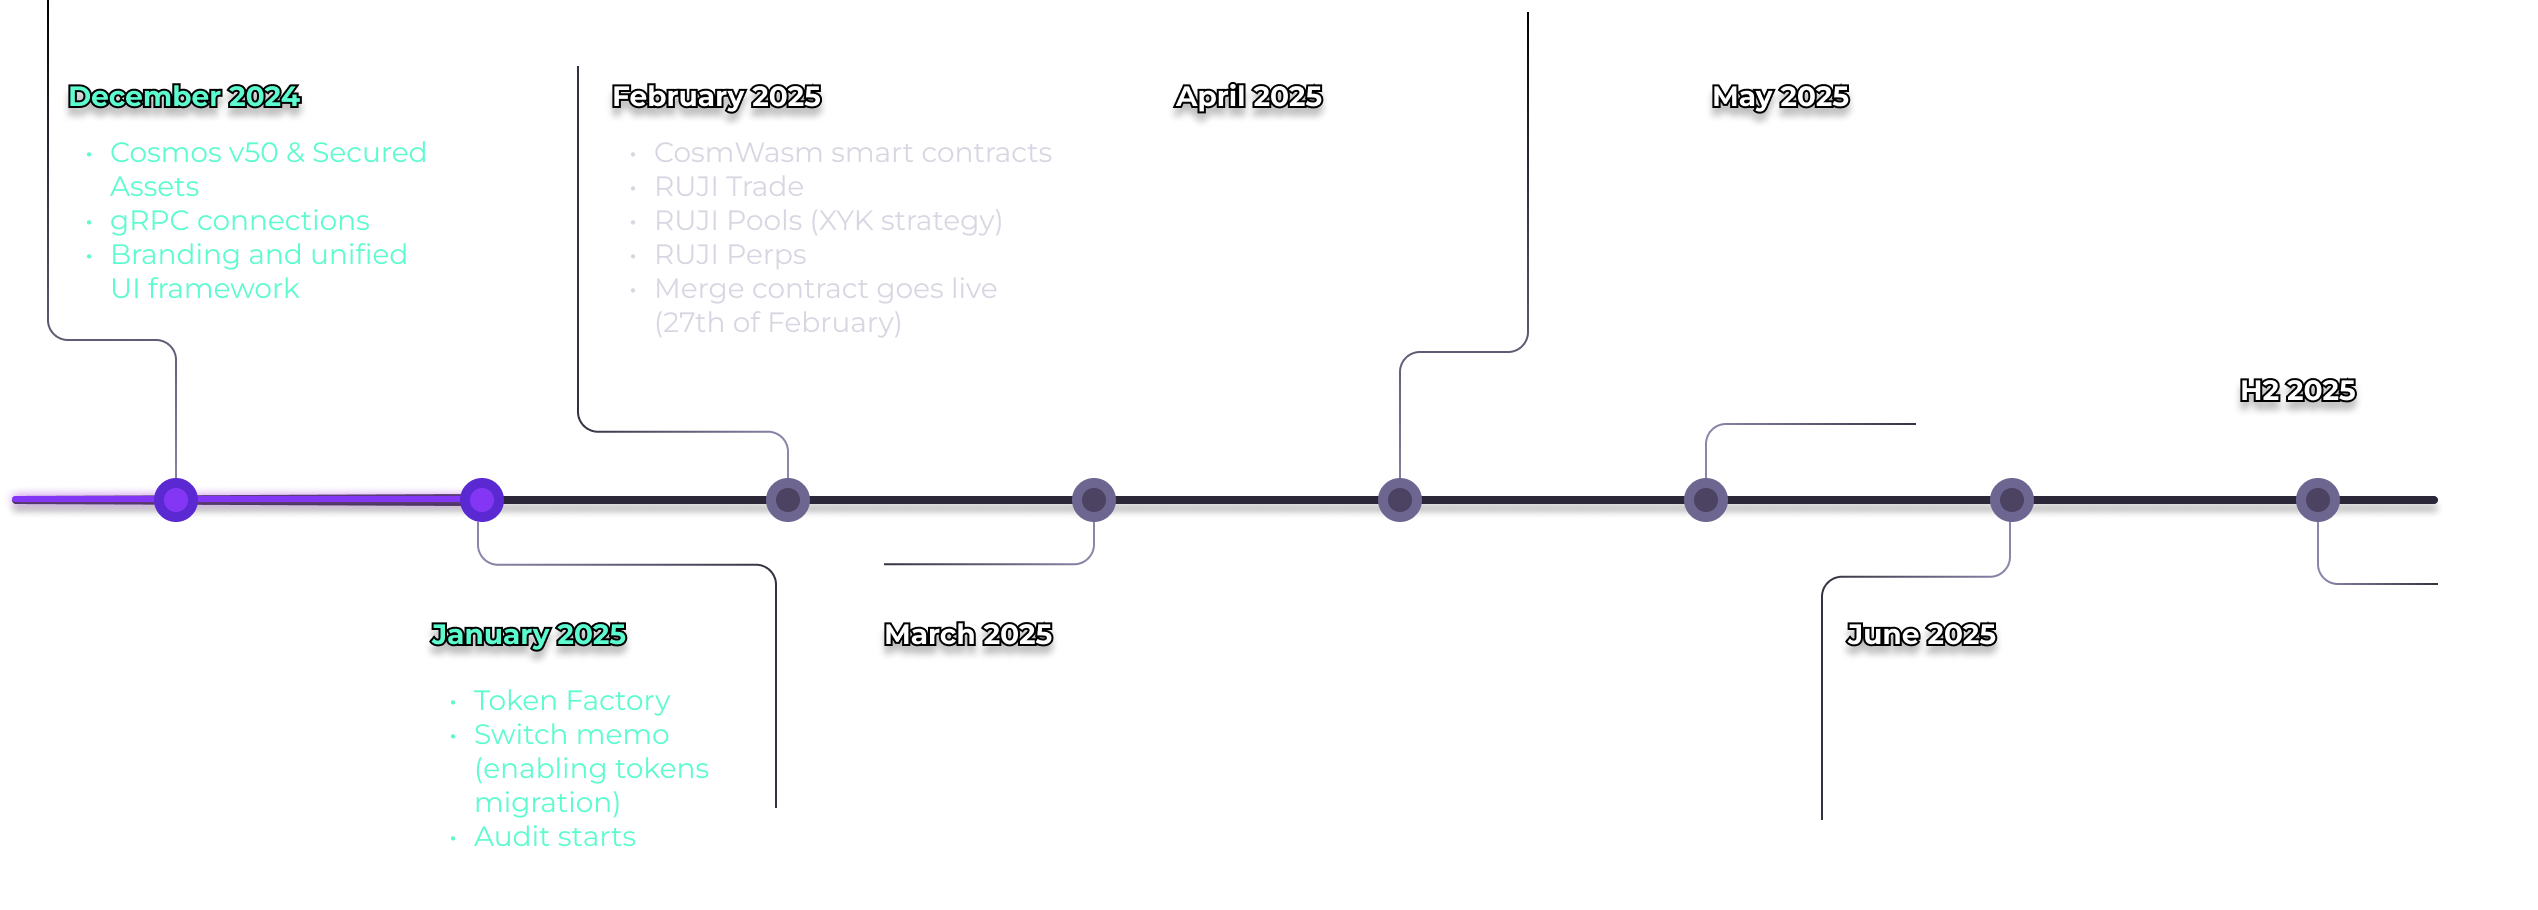 December 2024
• Cosmos v50 & Secured
Assets
• gRPC connections
• Branding and unified
UI framework
February 2025
• CosmWasm smart contracts
• RUJI Trade
• RUJI Pools (XYK strategy)
• RUJI Perps
• Merge contract goes live
(27th of February)
April 2025
May 2025
H2 2025
January 2025
• Token Factory
• Switch memo
(enabling tokens
migration)
• Audit starts
March 2025
June 2025